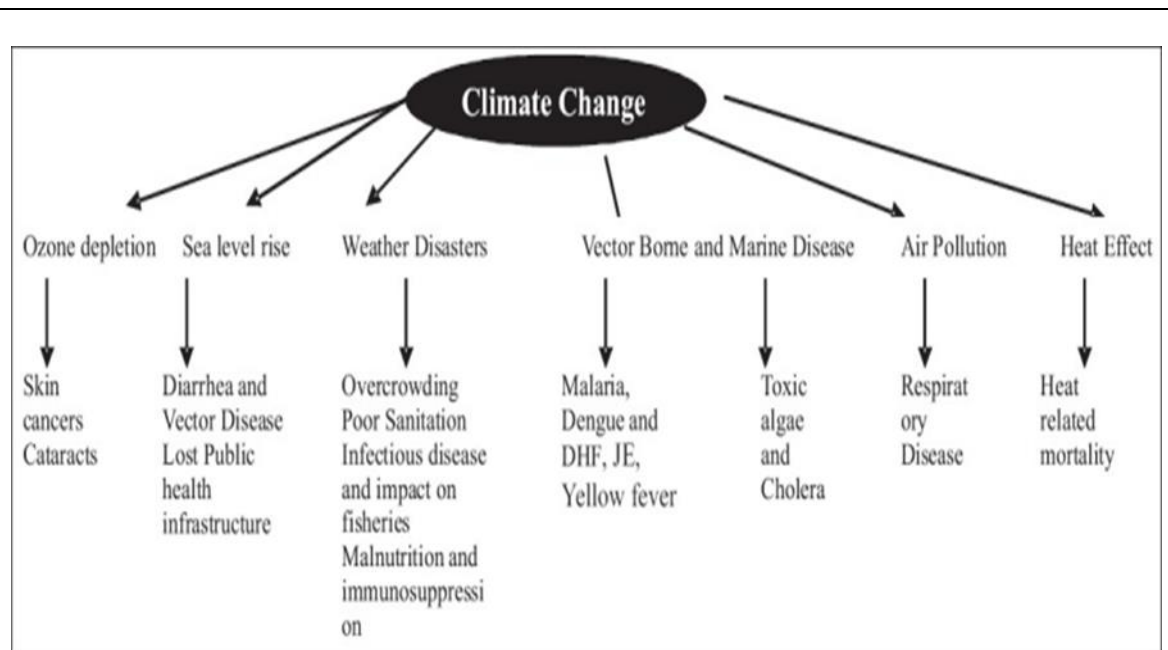 Climate Change
Ozone depletion
Sea level rise
Weather Disasters
Vector Borne and Marine Disease
Air Pollution
Heat Effect
Skin
cancers
Cataracts
Diarrhea and
Vector Disease
Lost Public
health
infrastructure
Overcrowding
Poor Sanitation
Infectious disease
and impact on
fisheries
Malnutrition and
immunosuppressi
on
Malaria,
Dengue and
DHF, JE,
Yellow fever
Toxic
algae
and
Cholera
Respirat
ory
Disease
Heat
related
mortality